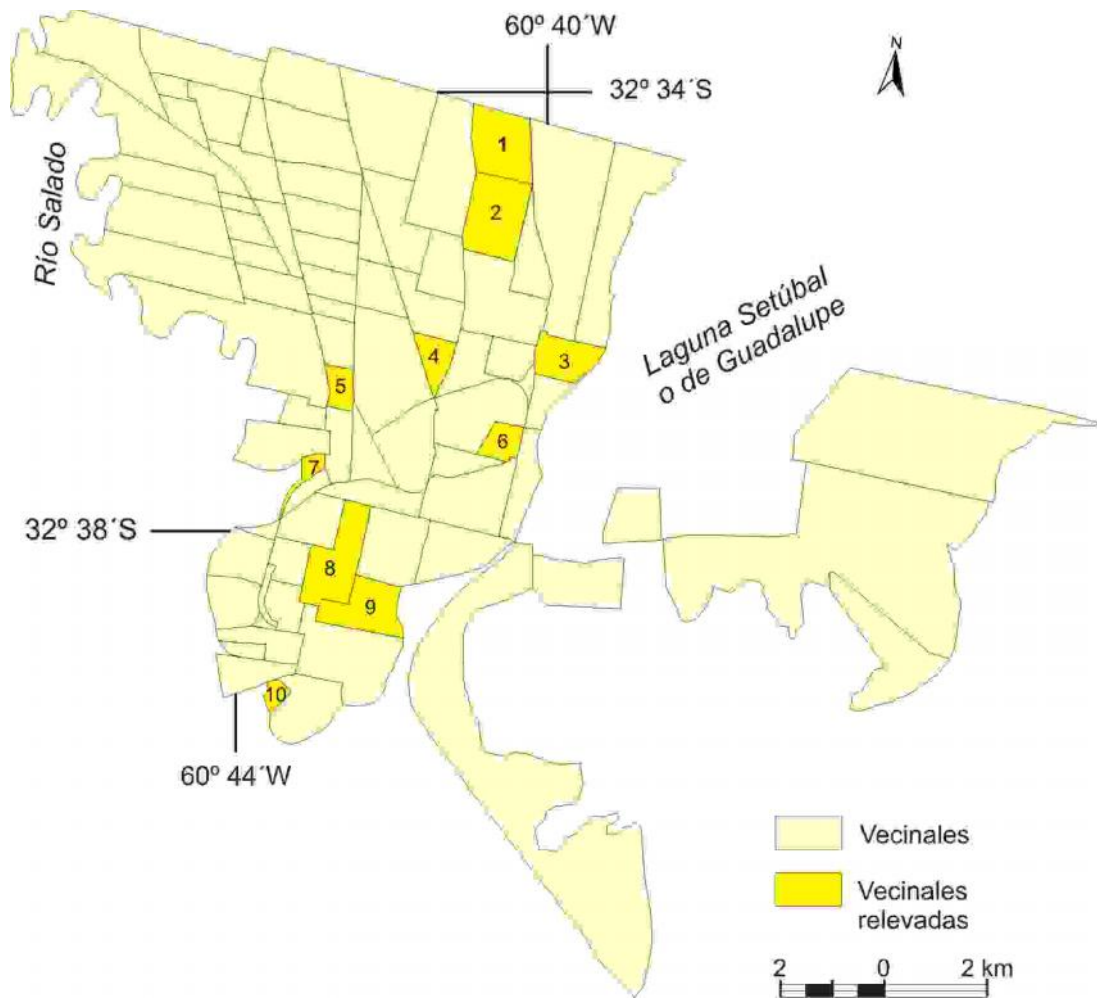 60º 40´W
N
32º 34´S
1
2
Río Salado
Laguna Setúbal
o de Guadalupe
3
4
5
6
7
32º 38´S
8
9
10
60º 44´W
Vecinales
Vecinales
relevadas
2 0 2 km